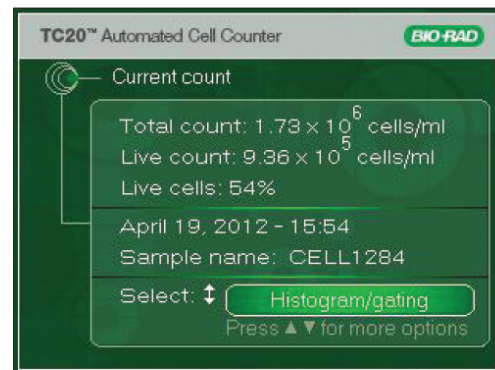 TC20™ Automated Cell Counter BIO-RAD
Current count
Total count: 1.73 × 10⁶ cells/ml
Live count: 9.36 × 10⁵ cells/ml
Live cells: 54%
April 19, 2012 - 15:54
Sample name: CELL1284
Select: ↕ Histogram/gating
Press ▲ ▼ for more options